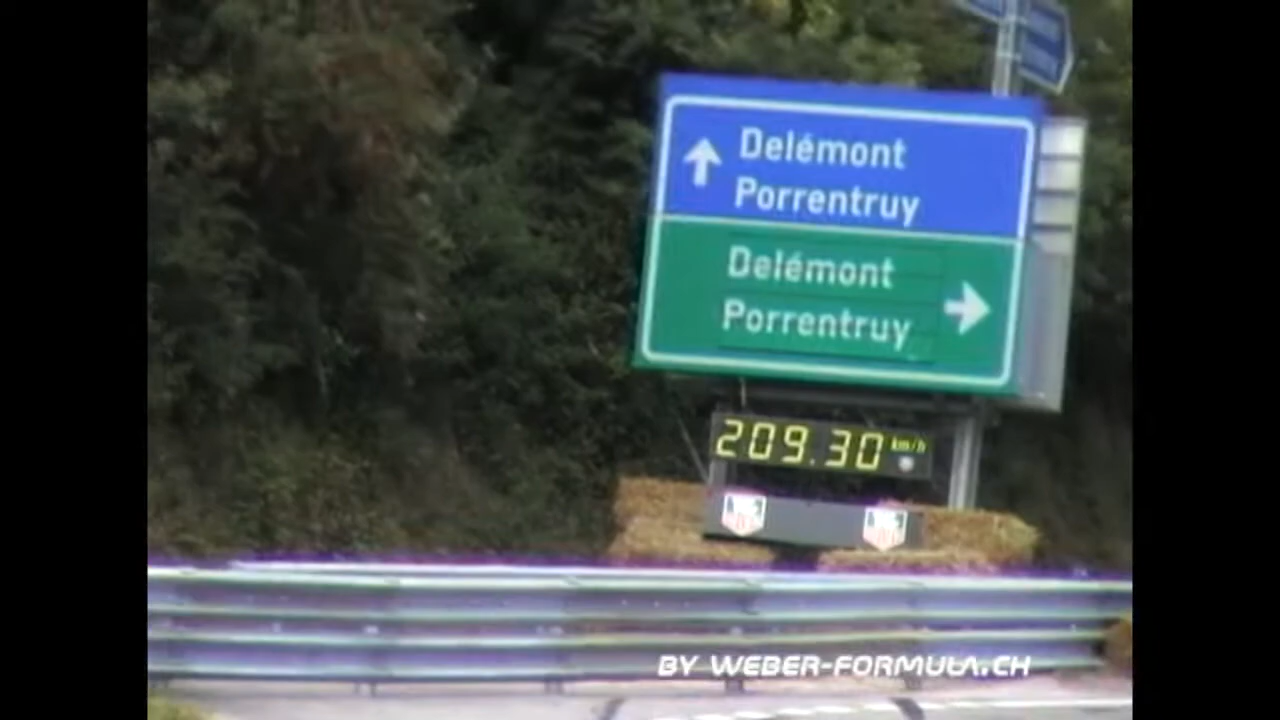 Delémont
Porrentruy
Delémont
Porrentruy
209.30 km/h
BY WEBER-FORMULA.CH